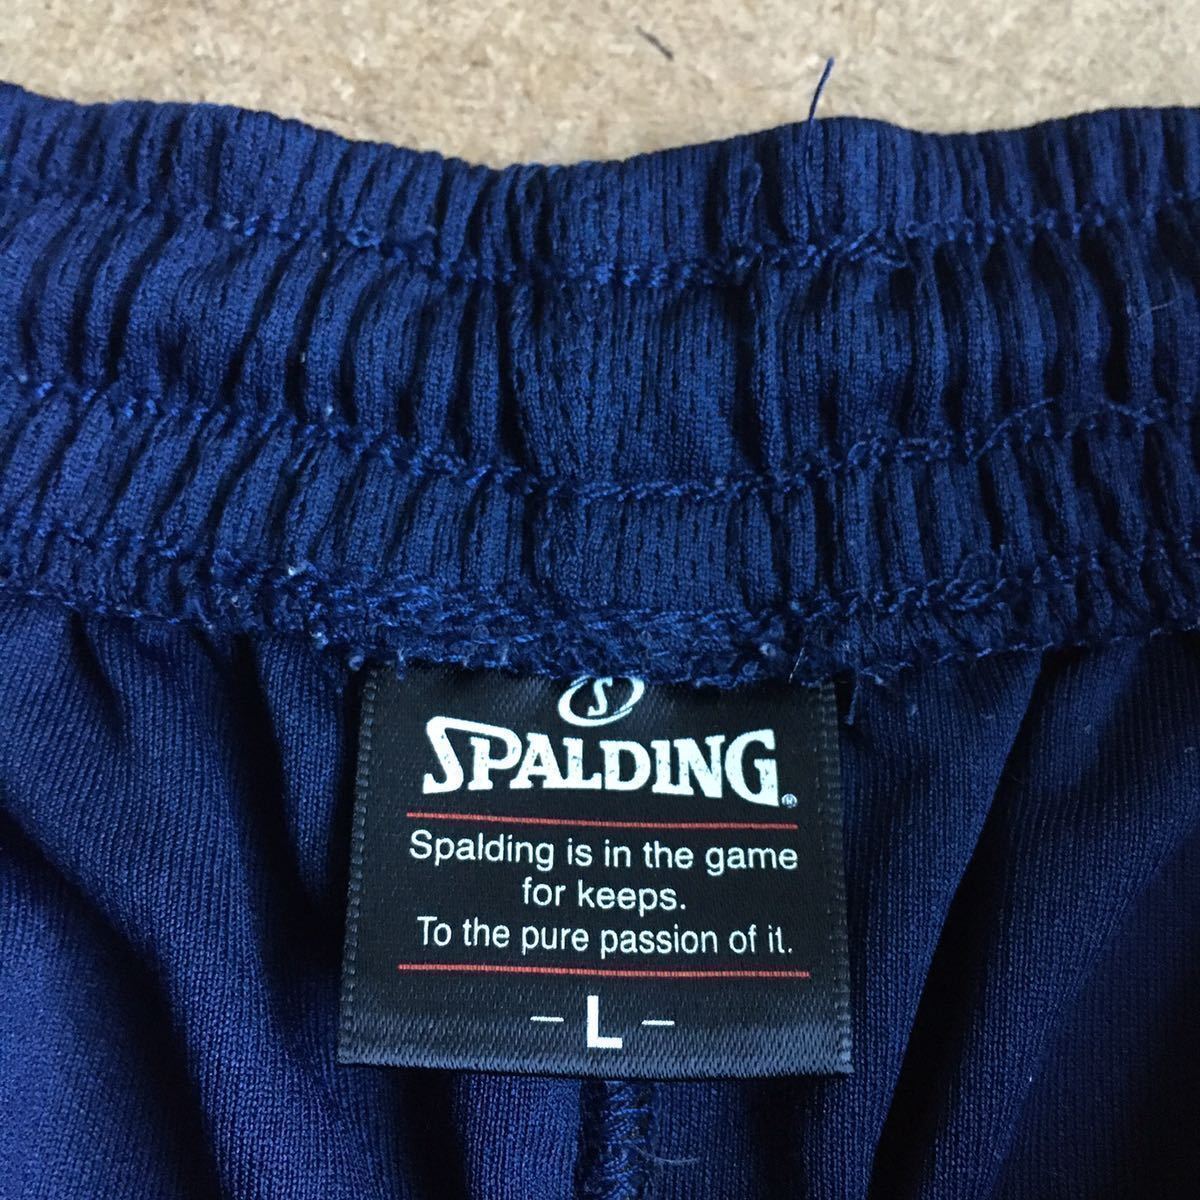 S
SPALDING®
Spalding is in the game
for keeps.
To the pure passion of it.
- L -